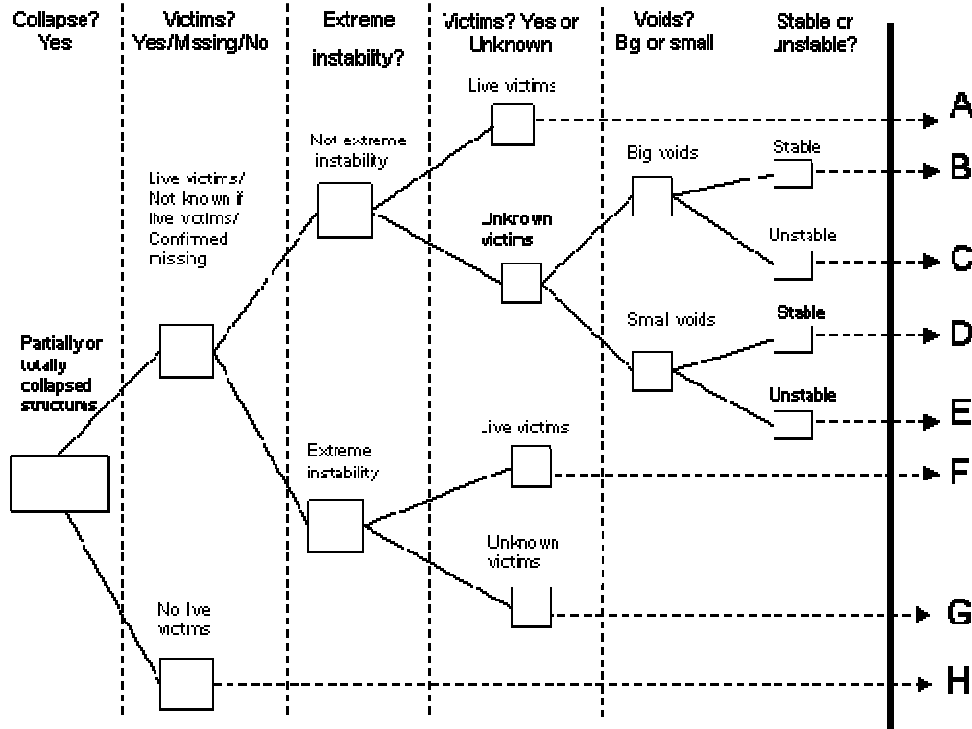 Collapse?
Yes
Victims?
Yes/Missing/No
Extreme
instability?
Victims? Yes or
Unknown
Voids?
Big or small
Stable or
unstable?
Live victims
A
Not extreme
instability
Big voids
Stable
B
Live victims/
Not known if
live victims/
Confirmed
missing
Unknown
victims
Unstable
C
Small voids
Stable
D
Partially or
totally
collapsed
structures
Unstable
E
Live victims
F
Extreme
instability
Unknown
victims
G
No live
victims
H